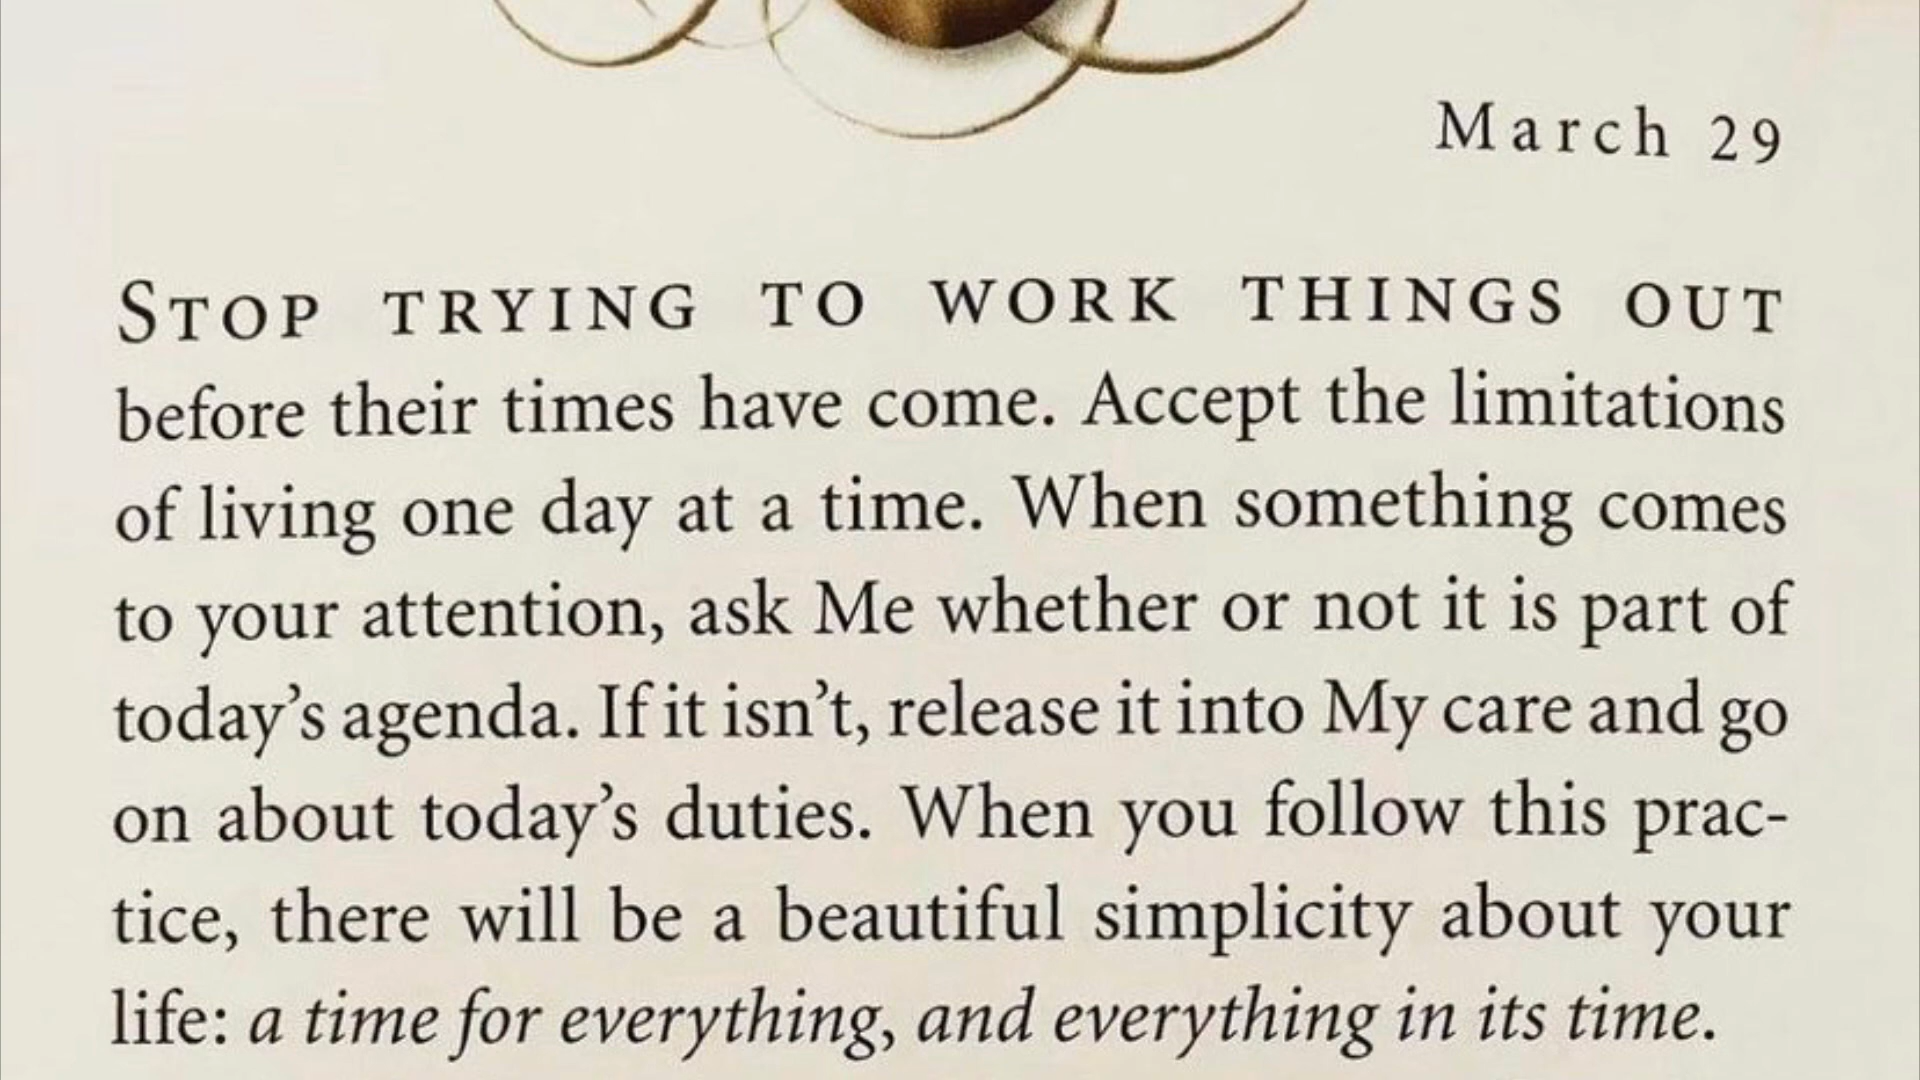 March 29
STOP TRYING TO WORK THINGS OUT
before their times have come. Accept the limitations
of living one day at a time. When something comes
to your attention, ask Me whether or not it is part of
today’s agenda. If it isn’t, release it into My care and go
on about today’s duties. When you follow this prac-
tice, there will be a beautiful simplicity about your
life: a time for everything, and everything in its time.